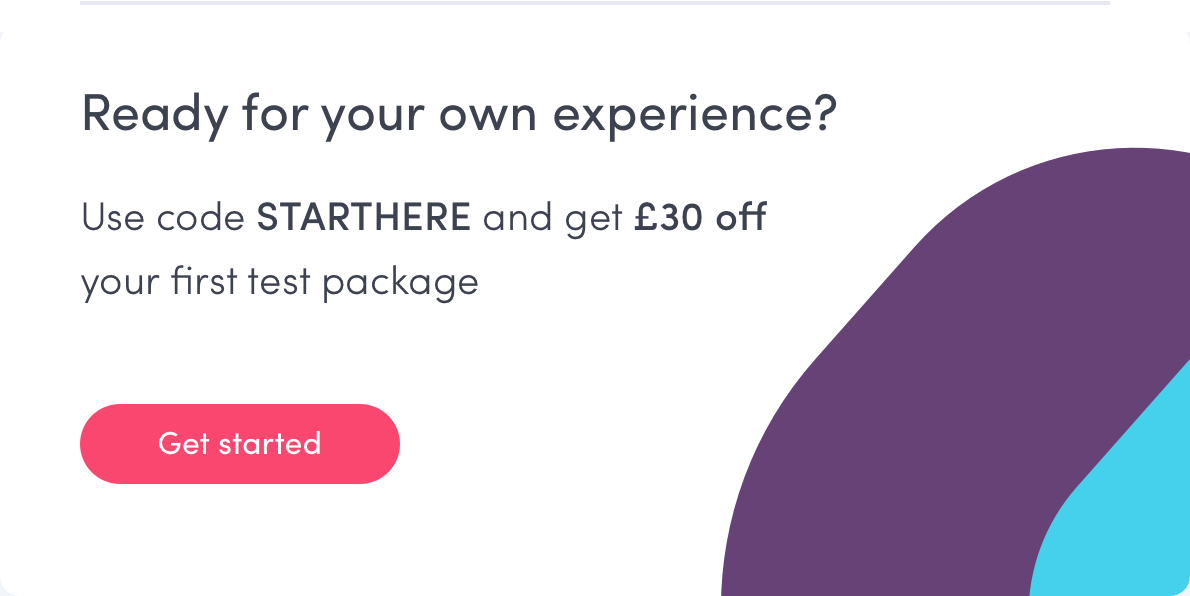 Ready for your own experience?
Use code STARTHERE and get £30 off
your first test package
Get started